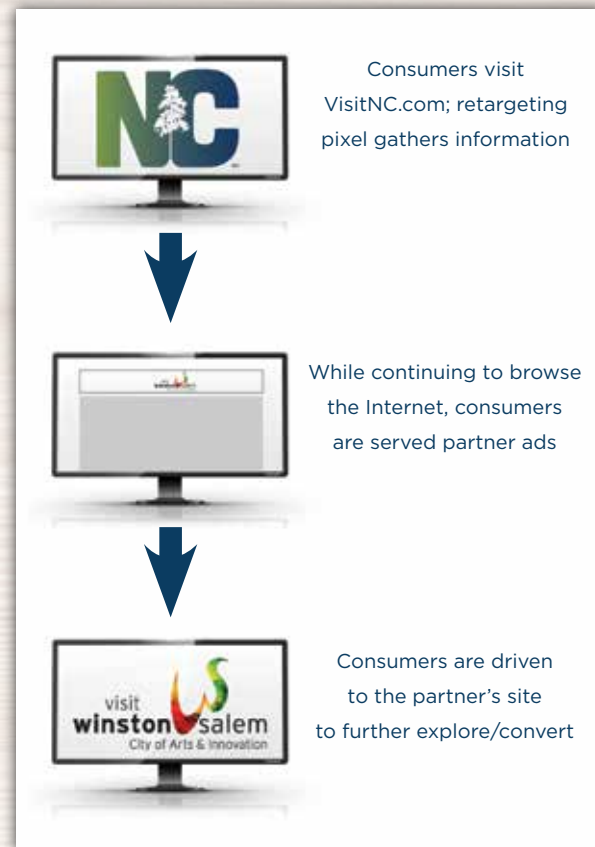 NC
Consumers visit
VisitNC.com; retargeting
pixel gathers information
While continuing to browse
the Internet, consumers
are served partner ads
visit
winston salem
City of Arts & Innovation
Consumers are driven
to the partner's site
to further explore/convert